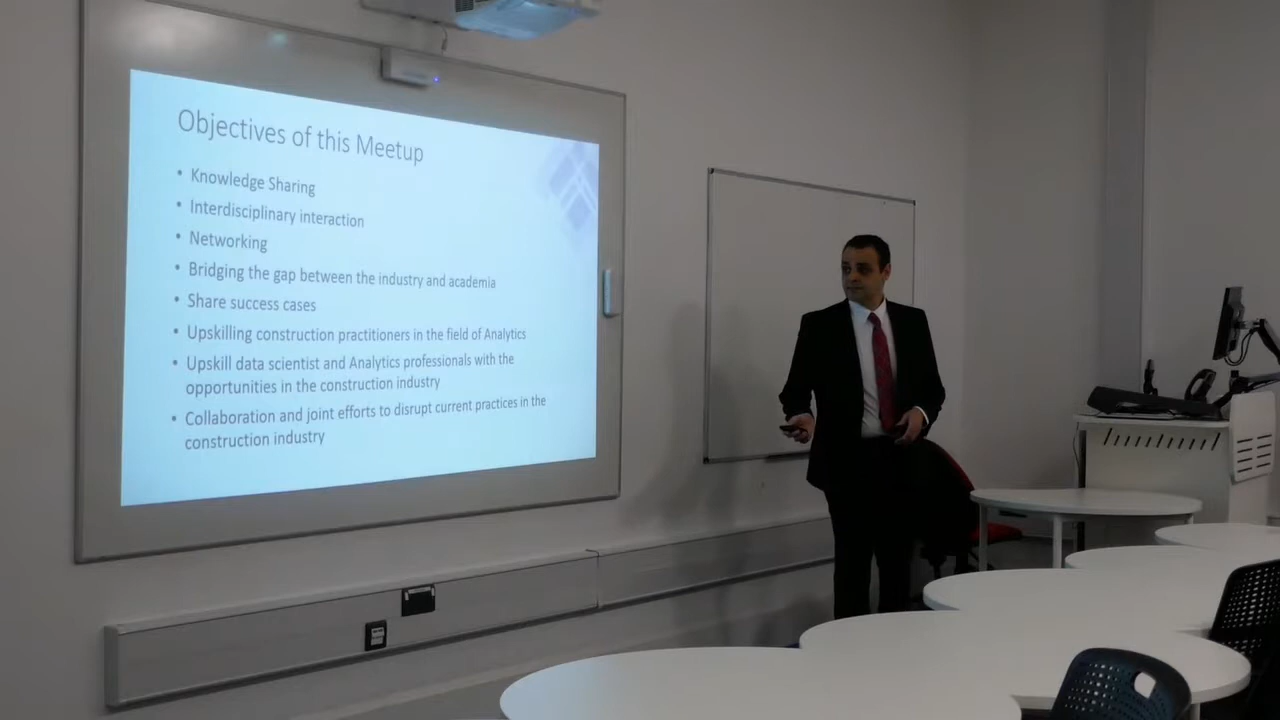 Objectives of this Meetup
• Knowledge Sharing
• Interdisciplinary interaction
• Networking
• Bridging the gap between the industry and academia
• Share success cases
• Upskilling construction practitioners in the field of Analytics
• Upskill data scientist and Analytics professionals with the
opportunities in the construction industry
• Collaboration and joint efforts to disrupt current practices in the
construction industry